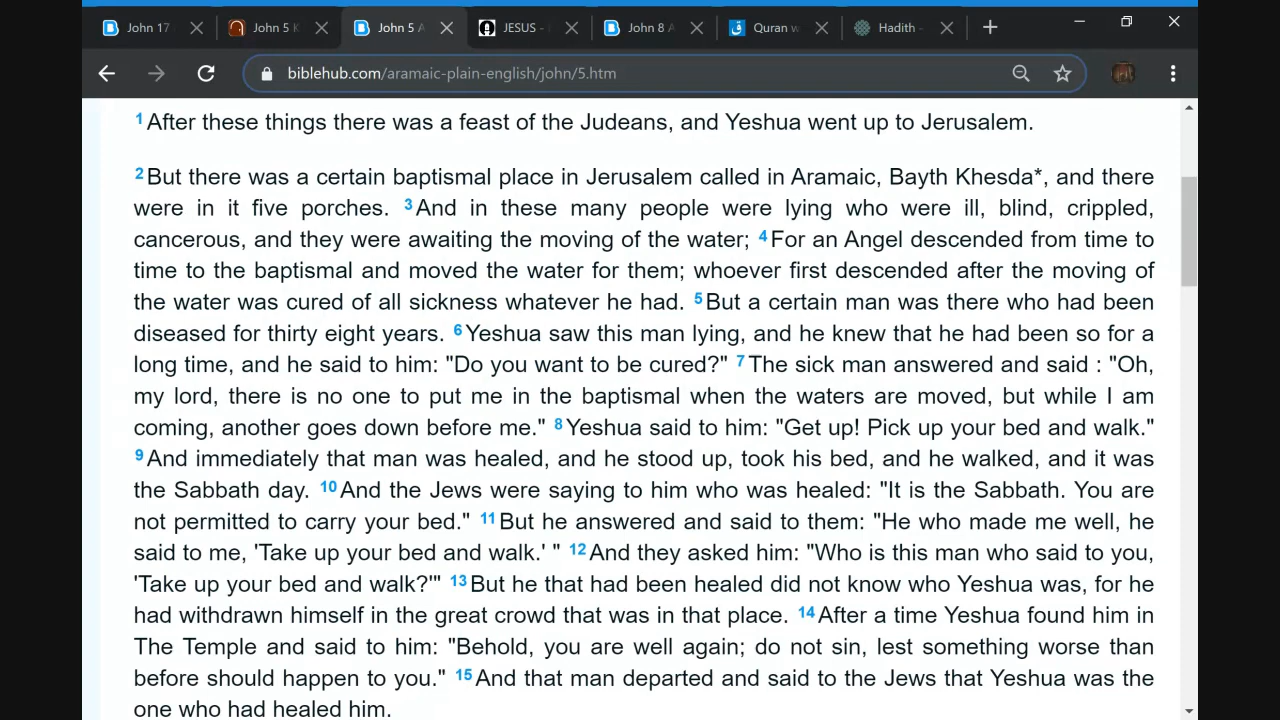 John 17
John 5 K
John 5 A
JESUS -
John 8 A
Quran w
Hadith -
biblehub.com/aramaic-plain-english/john/5.htm
1 After these things there was a feast of the Judeans, and Yeshua went up to Jerusalem.
2 But there was a certain baptismal place in Jerusalem called in Aramaic, Bayth Khesda*, and there
were in it five porches. 3 And in these many people were lying who were ill, blind, crippled,
cancerous, and they were awaiting the moving of the water; 4 For an Angel descended from time to
time to the baptismal and moved the water for them; whoever first descended after the moving of
the water was cured of all sickness whatever he had. 5 But a certain man was there who had been
diseased for thirty eight years. 6 Yeshua saw this man lying, and he knew that he had been so for a
long time, and he said to him: "Do you want to be cured?" 7 The sick man answered and said : "Oh,
my lord, there is no one to put me in the baptismal when the waters are moved, but while I am
coming, another goes down before me." 8 Yeshua said to him: "Get up! Pick up your bed and walk."
9 And immediately that man was healed, and he stood up, took his bed, and he walked, and it was
the Sabbath day. 10 And the Jews were saying to him who was healed: "It is the Sabbath. You are
not permitted to carry your bed." 11 But he answered and said to them: "He who made me well, he
said to me, 'Take up your bed and walk.' " 12 And they asked him: "Who is this man who said to you,
'Take up your bed and walk?'" 13 But he that had been healed did not know who Yeshua was, for he
had withdrawn himself in the great crowd that was in that place. 14 After a time Yeshua found him in
The Temple and said to him: "Behold, you are well again; do not sin, lest something worse than
before should happen to you." 15 And that man departed and said to the Jews that Yeshua was the
one who had healed him.